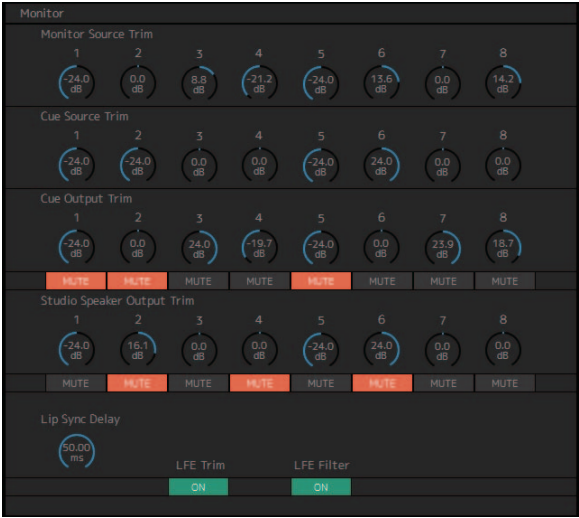 Monitor
Monitor Source Trim
1 2 3 4 5 6 7 8
-24.0 0.0 8.8 -21.2 -24.0 13.6 0.0 14.2
dB dB dB dB dB dB dB dB
Cue Source Trim
1 2 3 4 5 6 7 8
-24.0 -24.0 0.0 0.0 -24.0 24.0 0.0 0.0
dB dB dB dB dB dB dB dB
Cue Output Trim
1 2 3 4 5 6 7 8
-24.0 0.0 24.0 -19.7 -24.0 0.0 23.9 18.7
dB dB dB dB dB dB dB dB
MUTE MUTE MUTE MUTE MUTE MUTE MUTE MUTE
Studio Speaker Output Trim
1 2 3 4 5 6 7 8
-24.0 16.1 0.0 0.0 -24.0 24.0 0.0 0.0
dB dB dB dB dB dB dB dB
MUTE MUTE MUTE MUTE MUTE MUTE MUTE MUTE
Lip Sync Delay
50.00
ms
LFE Trim LFE Filter
ON ON